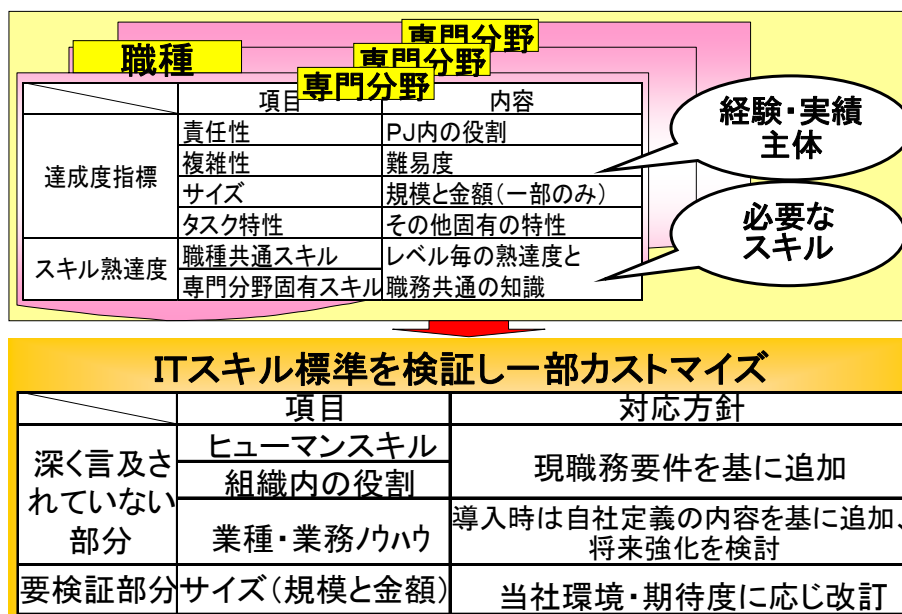 専門分野
専門分野
職種
専門分野
項目 内容
達成度指標
責任性 PJ内の役割
複雑性 難易度
サイズ 規模と金額(一部のみ)
タスク特性 その他固有の特性
スキル熟達度
職種共通スキル
専門分野固有スキル
レベル毎の熟達度と
職務共通の知識
経験・実績
主体
必要な
スキル
ITスキル標準を検証し一部カストマイズ
項目 対応方針
深く言及さ
れていない
部分
ヒューマンスキル
組織内の役割
現職務要件を基に追加
業種・業務ノウハウ
導入時は自社定義の内容を基に追加、
将来強化を検討
要検証部分 サイズ(規模と金額) 当社環境・期待度に応じ改訂